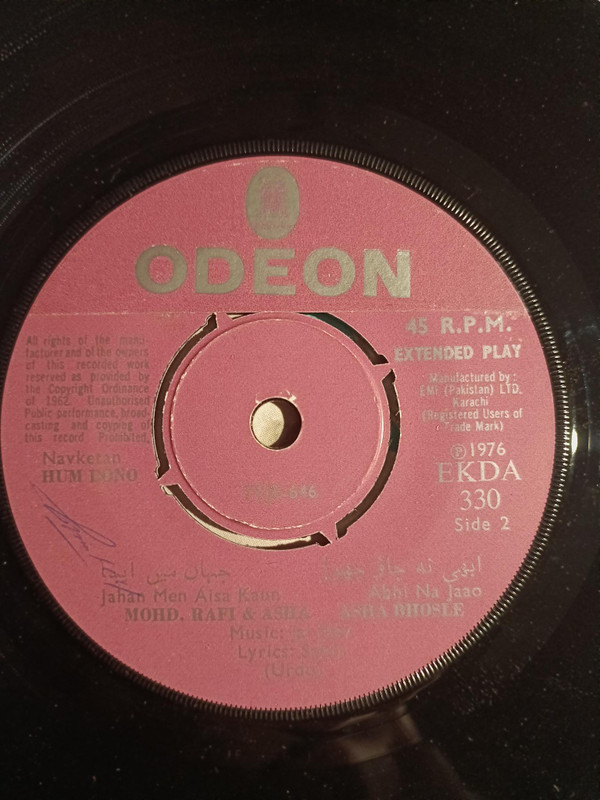 ODEON
45 R.P.M.
EXTENDED PLAY
All rights of the manu-
facturer and of the owners
of this recorded work
reserved as provided by
the Copyright Ordinance
of 1962. Unauthorised
Public performance, broad-
casting and copying of
this record Prohibited.
Manufactured by:
EMI (Pakistan) LTD.
Karachi
(Registered Users of
Trade Mark)
Navketan
HUM DONO
℗ 1976
EKDA
330
Side 2
جہاں میں
ابھی نہ جاؤ
Jahan Men Aisa Kaun
Abhi Na Jaao
MOHD. RAFI & ASHA
ASHA BHOSLE
Music:
Lyrics:
(Urdu)